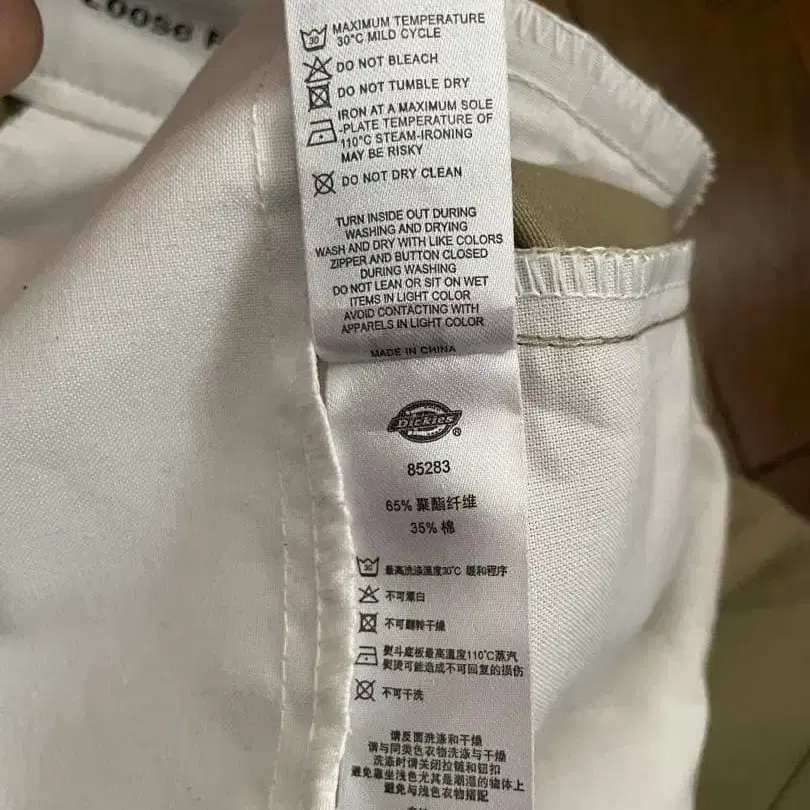 Loose
30
MAXIMUM TEMPERATURE
30°C MILD CYCLE
DO NOT BLEACH
DO NOT TUMBLE DRY
IRON AT A MAXIMUM SOLE
-PLATE TEMPERATURE OF
110°C STEAM-IRONING
MAY BE RISKY
DO NOT DRY CLEAN
TURN INSIDE OUT DURING
WASHING AND DRYING
WASH AND DRY WITH LIKE COLORS
ZIPPER AND BUTTON CLOSED
DURING WASHING
DO NOT LEAN OR SIT ON WET
ITEMS IN LIGHT COLOR
AVOID CONTACTING WITH
APPARELS IN LIGHT COLOR
MADE IN CHINA
Dickies®
85283
65% 聚酯纤维
35% 棉
30
最高洗涤温度30°C 缓和程序
不可漂白
不可翻转干燥
熨斗底板最高温度110°C蒸汽
熨烫可能造成不可回复的损伤
不可干洗
请反面洗涤和干燥
请与同类色衣物洗涤与干燥
洗涤时请关闭拉链和钮扣
避免靠坐浅色尤其是潮湿的物体上
避免与浅色衣物搭配